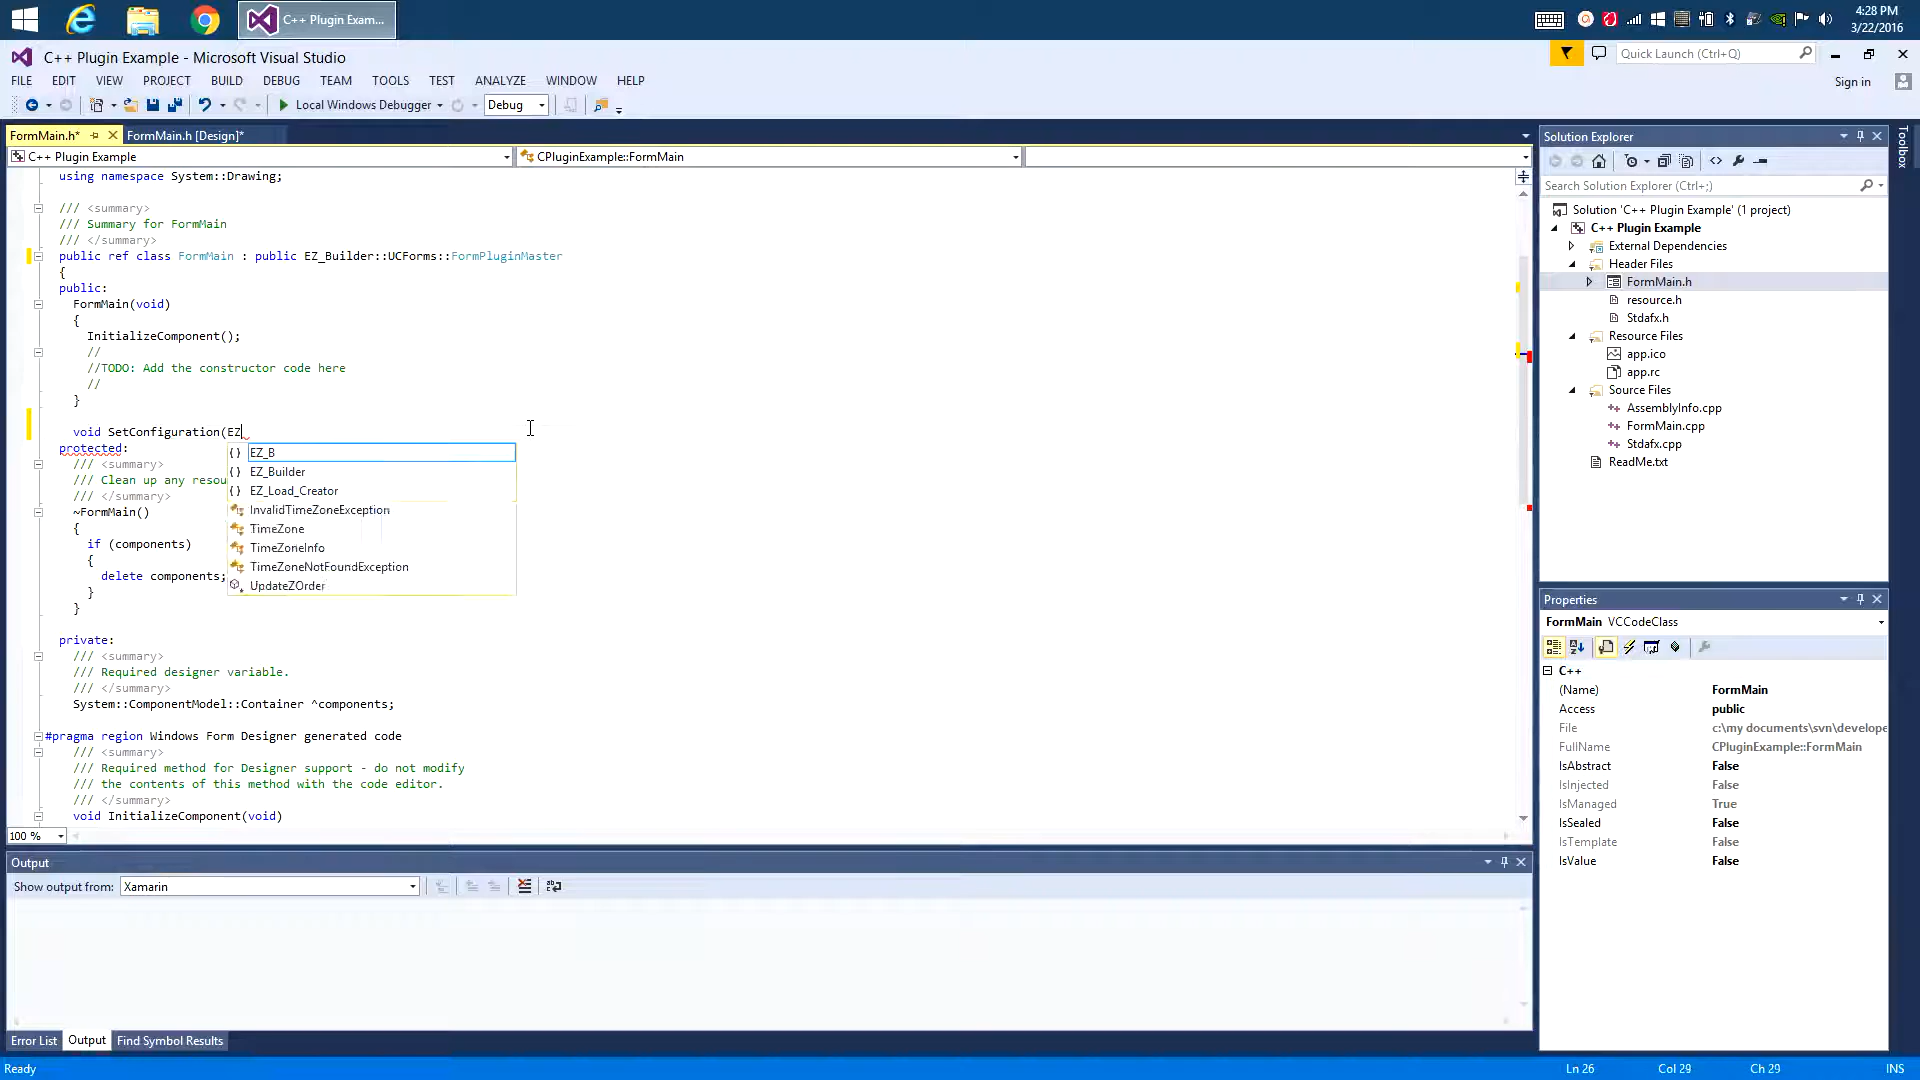 C++ Plugin Exam...
4:28 PM
3/22/2016
C++ Plugin Example - Microsoft Visual Studio
Quick Launch (Ctrl+Q)
FILE EDIT VIEW PROJECT BUILD DEBUG TEAM TOOLS TEST ANALYZE WINDOW HELP
Sign in
Local Windows Debugger
Debug
FormMain.h*
FormMain.h [Design]*
C++ Plugin Example
CPluginExample::FormMain
using namespace System::Drawing;
/// <summary>
/// Summary for FormMain
/// </summary>
public ref class FormMain : public EZ_Builder::UCForms::FormPluginMaster
{
public:
FormMain(void)
{
InitializeComponent();
//
//TODO: Add the constructor code here
//
}
void SetConfiguration(EZ
protected:
/// <summary>
/// Clean up any resou
/// </summary>
~FormMain()
{
if (components)
{
delete components;
}
}
{} EZ_B
{} EZ_Builder
{} EZ_Load_Creator
InvalidTimeZoneException
TimeZone
TimeZoneInfo
TimeZoneNotFoundException
UpdateZOrder
private:
/// <summary>
/// Required designer variable.
/// </summary>
System::ComponentModel::Container ^components;
#pragma region Windows Form Designer generated code
/// <summary>
/// Required method for Designer support - do not modify
/// the contents of this method with the code editor.
/// </summary>
void InitializeComponent(void)
100 %
Output
Show output from: Xamarin
Error List
Output
Find Symbol Results
Ready
Ln 26
Col 29
Ch 29
INS
Solution Explorer
Search Solution Explorer (Ctrl+;)
Solution 'C++ Plugin Example' (1 project)
C++ Plugin Example
External Dependencies
Header Files
FormMain.h
resource.h
Stdafx.h
Resource Files
app.ico
app.rc
Source Files
AssemblyInfo.cpp
FormMain.cpp
Stdafx.cpp
ReadMe.txt
Toolbox
Properties
FormMain VCCodeClass
C++
(Name) FormMain
Access public
File c:\my documents\svn\develope
FullName CPluginExample::FormMain
IsAbstract False
IsInjected False
IsManaged True
IsSealed False
IsTemplate False
IsValue False